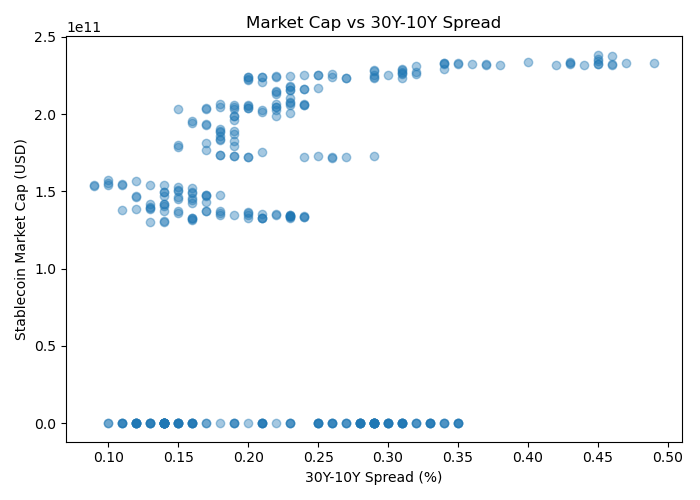 Market Cap vs 30Y-10Y Spread
1e11
2.5
2.0
1.5
1.0
0.5
0.0
Stablecoin Market Cap (USD)
0.10 0.15 0.20 0.25 0.30 0.35 0.40 0.45 0.50
30Y-10Y Spread (%)